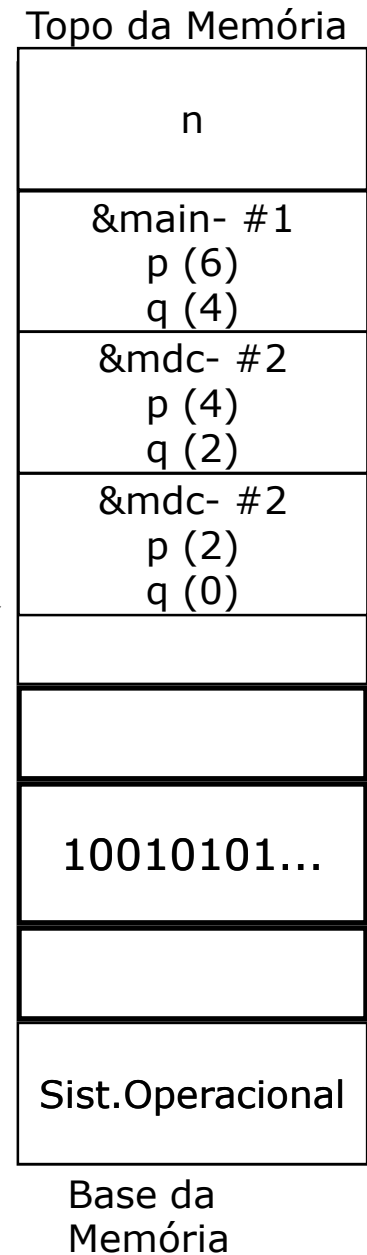 Topo da Memória
n
&main- #1
p (6)
q (4)
&mdc- #2
p (4)
q (2)
&mdc- #2
p (2)
q (0)
10010101...
Sist.Operacional
Base da
Memória